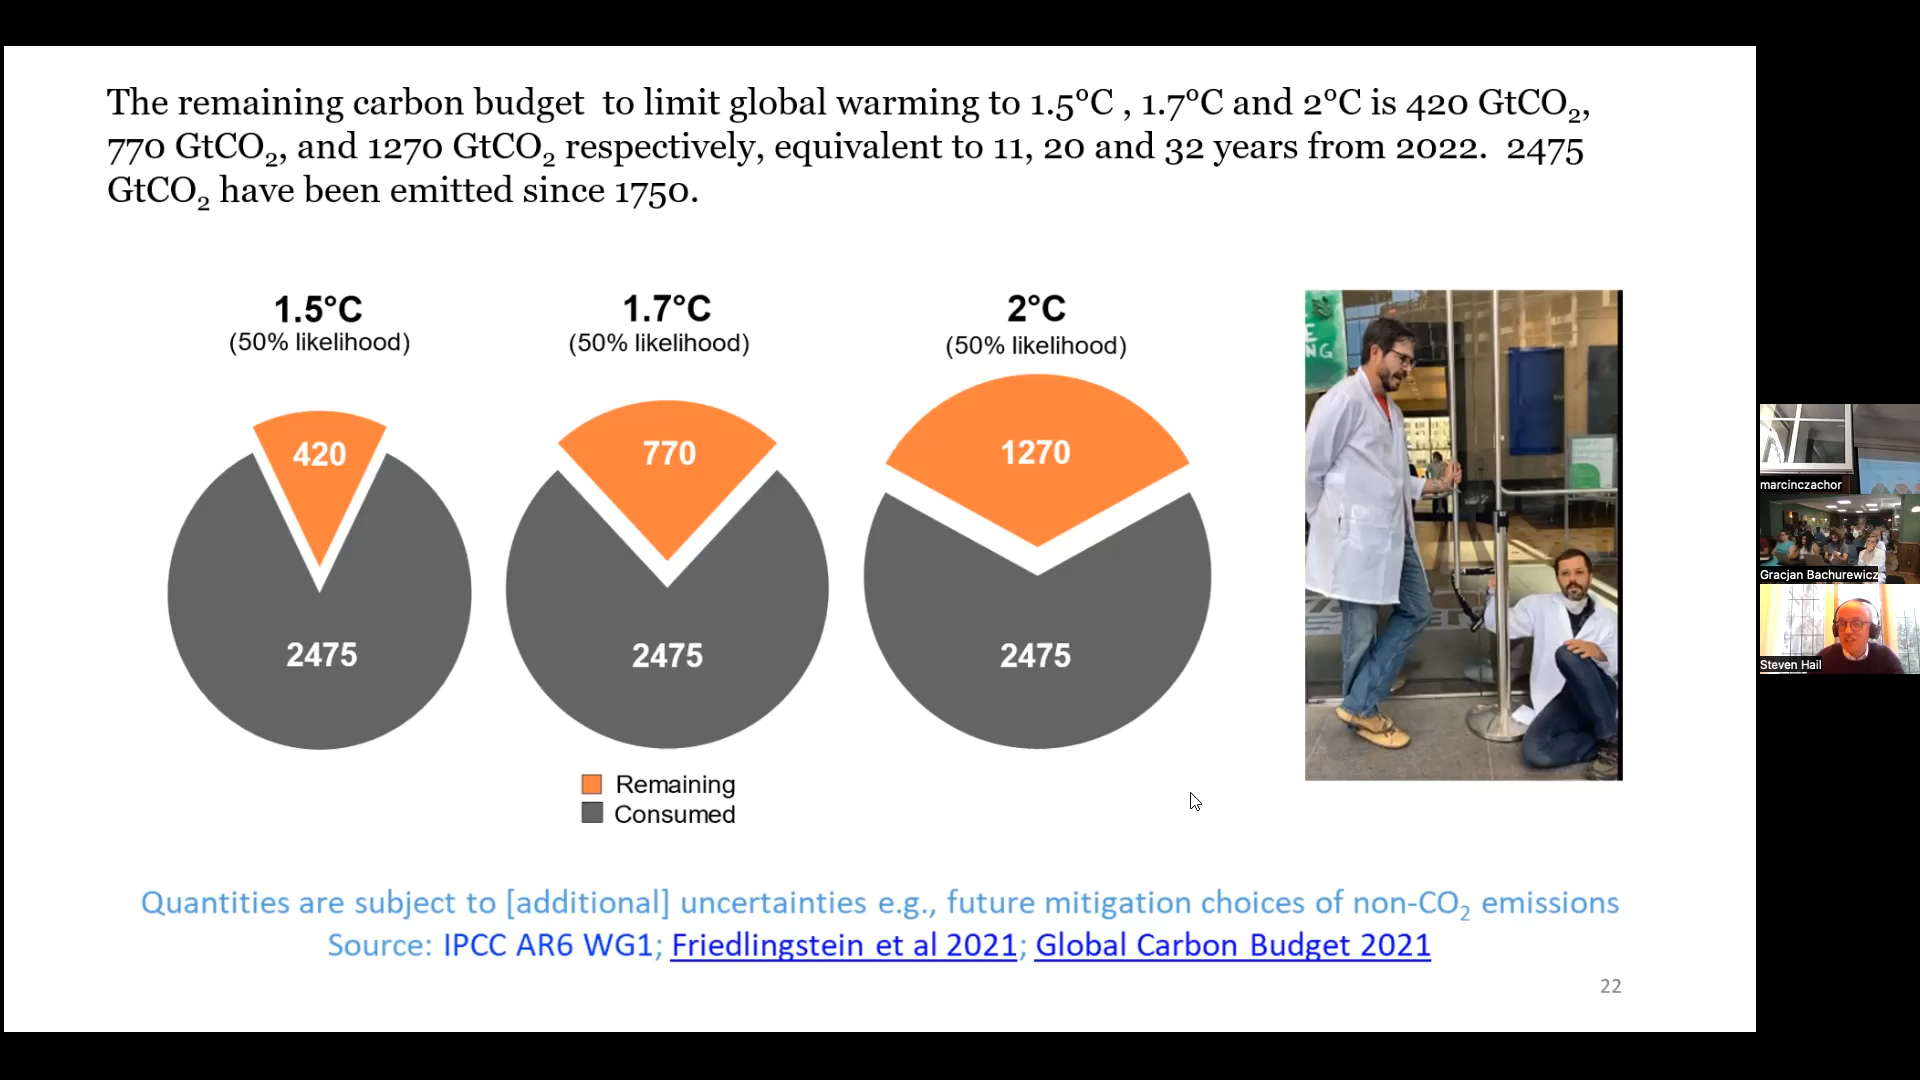 The remaining carbon budget to limit global warming to 1.5°C , 1.7°C and 2°C is 420 GtCO₂,
770 GtCO₂, and 1270 GtCO₂ respectively, equivalent to 11, 20 and 32 years from 2022. 2475
GtCO₂ have been emitted since 1750.
1.5°C
(50% likelihood)
1.7°C
(50% likelihood)
2°C
(50% likelihood)
420
770
1270
2475
2475
2475
Remaining
Consumed
NG
marcinczachor
Gracjan Bachurewicz
Steven Hail
Quantities are subject to [additional] uncertainties e.g., future mitigation choices of non-CO₂ emissions
Source: IPCC AR6 WG1; Friedlingstein et al 2021; Global Carbon Budget 2021
22